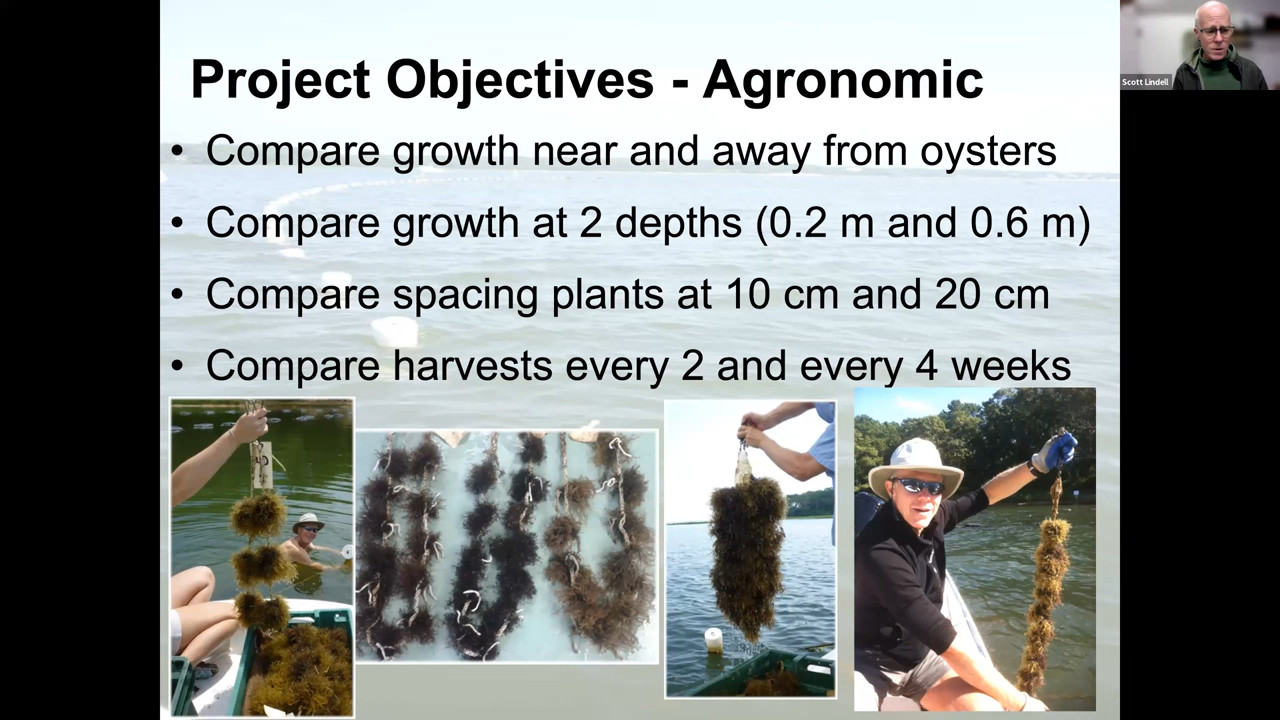 Project Objectives - Agronomic
• Compare growth near and away from oysters
• Compare growth at 2 depths (0.2 m and 0.6 m)
• Compare spacing plants at 10 cm and 20 cm
• Compare harvests every 2 and every 4 weeks
Scott Lindell